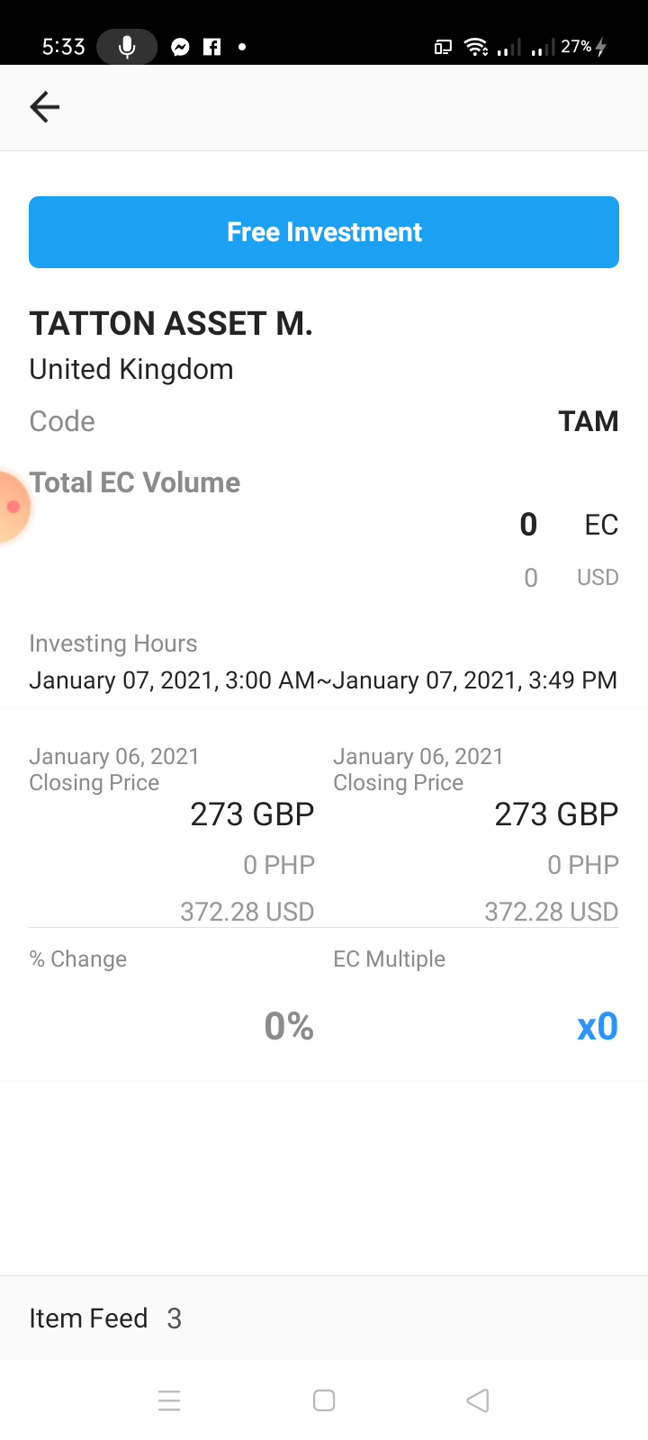 5:33
27%
Free Investment
TATTON ASSET M.
United Kingdom
Code TAM
Total EC Volume
0 EC
0 USD
Investing Hours
January 07, 2021, 3:00 AM~January 07, 2021, 3:49 PM
January 06, 2021 January 06, 2021
Closing Price Closing Price
273 GBP 273 GBP
0 PHP 0 PHP
372.28 USD 372.28 USD
% Change EC Multiple
0% x0
Item Feed 3